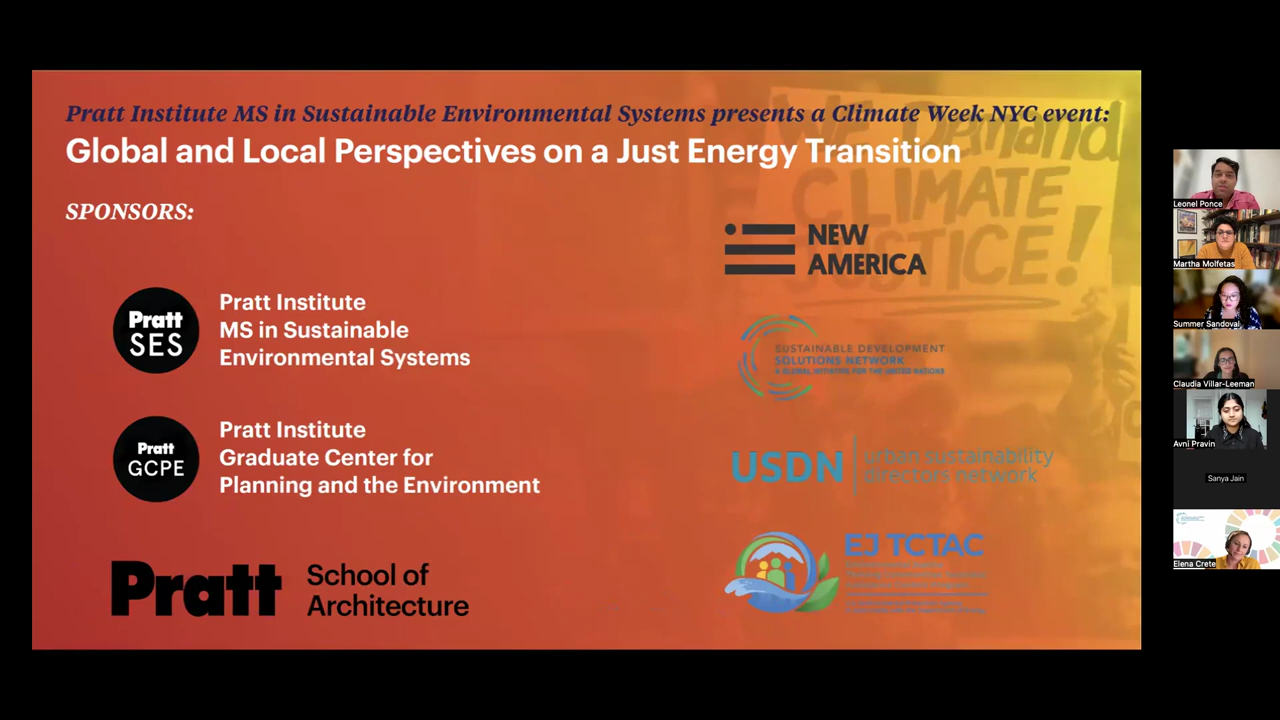 Pratt Institute MS in Sustainable Environmental Systems presents a Climate Week NYC event:
Global and Local Perspectives on a Just Energy Transition
SPONSORS:
Pratt
SES
Pratt Institute
MS in Sustainable
Environmental Systems
Pratt
GCPE
Pratt Institute
Graduate Center for
Planning and the Environment
Pratt
School of
Architecture
We Demand
CLIMATE
JUSTICE!
NEW
AMERICA
SUSTAINABLE DEVELOPMENT
SOLUTIONS NETWORK
A GLOBAL INITIATIVE FOR THE UNITED NATIONS
USDN
urban sustainability
directors network
EJ TCTAC
Leonel Ponce
Martha Molfetas
Summer Sandoval
Claudia Villar-Leeman
Avni Pravin
Sanya Jain
Elena Crete